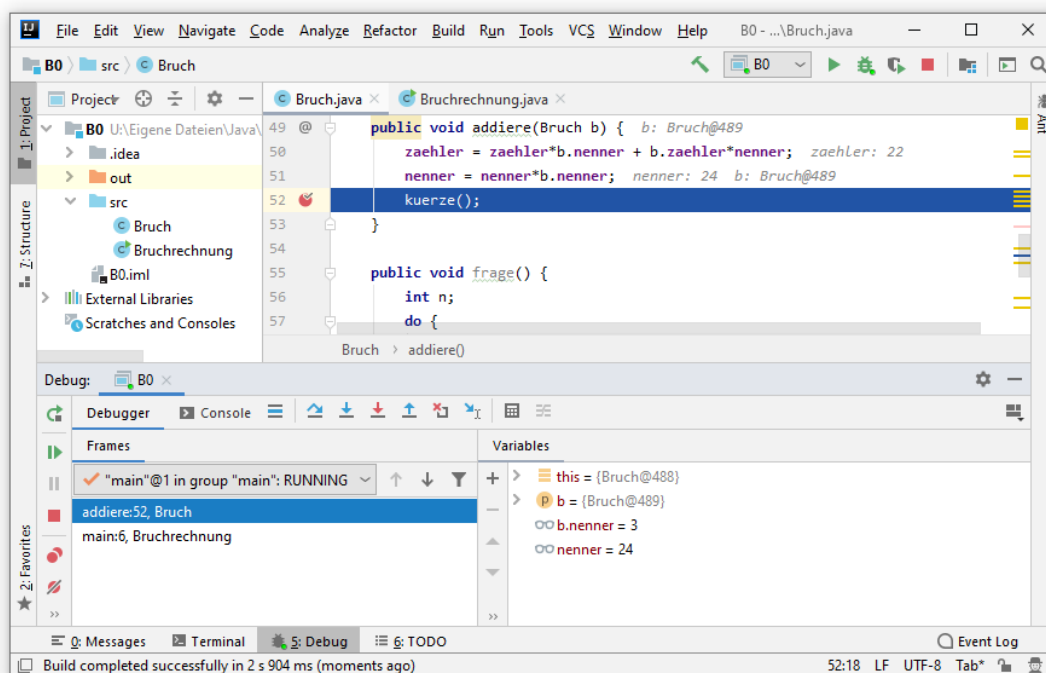 File Edit View Navigate Code Analyze Refactor Build Run Tools VCS Window Help B0 - ...\Bruch.java
B0 src Bruch B0
1: Project
7: Structure
2: Favorites
Ant
Project
Bruch.java Bruchrechnung.java
B0 U:\Eigene Dateien\Java\
.idea
out
src
Bruch
Bruchrechnung
B0.iml
External Libraries
Scratches and Consoles
49 @ public void addiere(Bruch b) { b: Bruch@489
50 zaehler = zaehler*b.nenner + b.zaehler*nenner; zaehler: 22
51 nenner = nenner*b.nenner; nenner: 24 b: Bruch@489
52 kuerze();
53 }
54
55 public void frage() {
56 int n;
57 do {
Bruch > addiere()
Debug: B0
Debugger Console
Frames
"main"@1 in group "main": RUNNING
addiere:52, Bruch
main:6, Bruchrechnung
Variables
this = {Bruch@488}
b = {Bruch@489}
b.nenner = 3
nenner = 24
0: Messages Terminal 5: Debug 6: TODO Event Log
Build completed successfully in 2 s 904 ms (moments ago) 52:18 LF UTF-8 Tab*